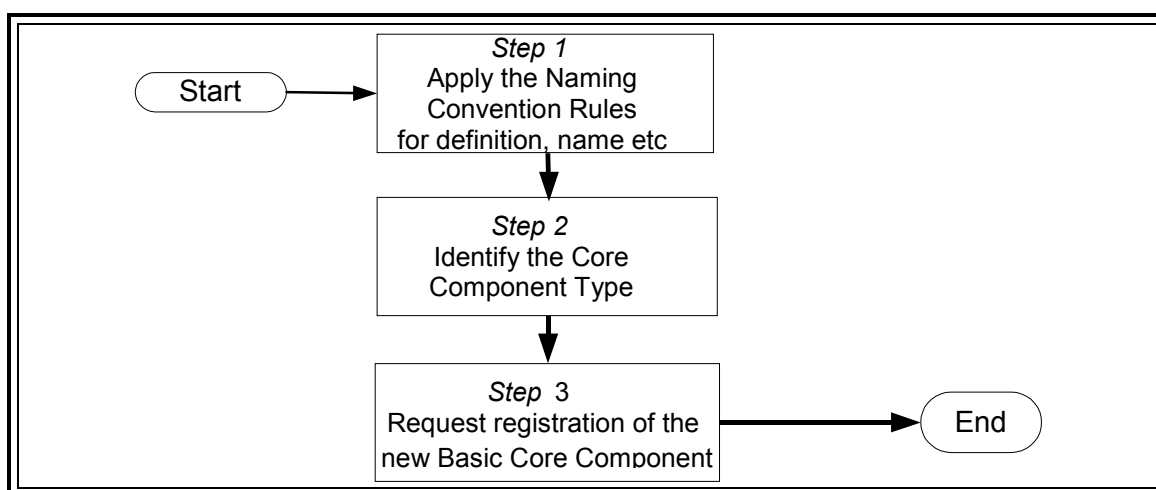 Start
Step 1
Apply the Naming
Convention Rules
for definition, name etc
Step 2
Identify the Core
Component Type
Step 3
Request registration of the
new Basic Core Component
End